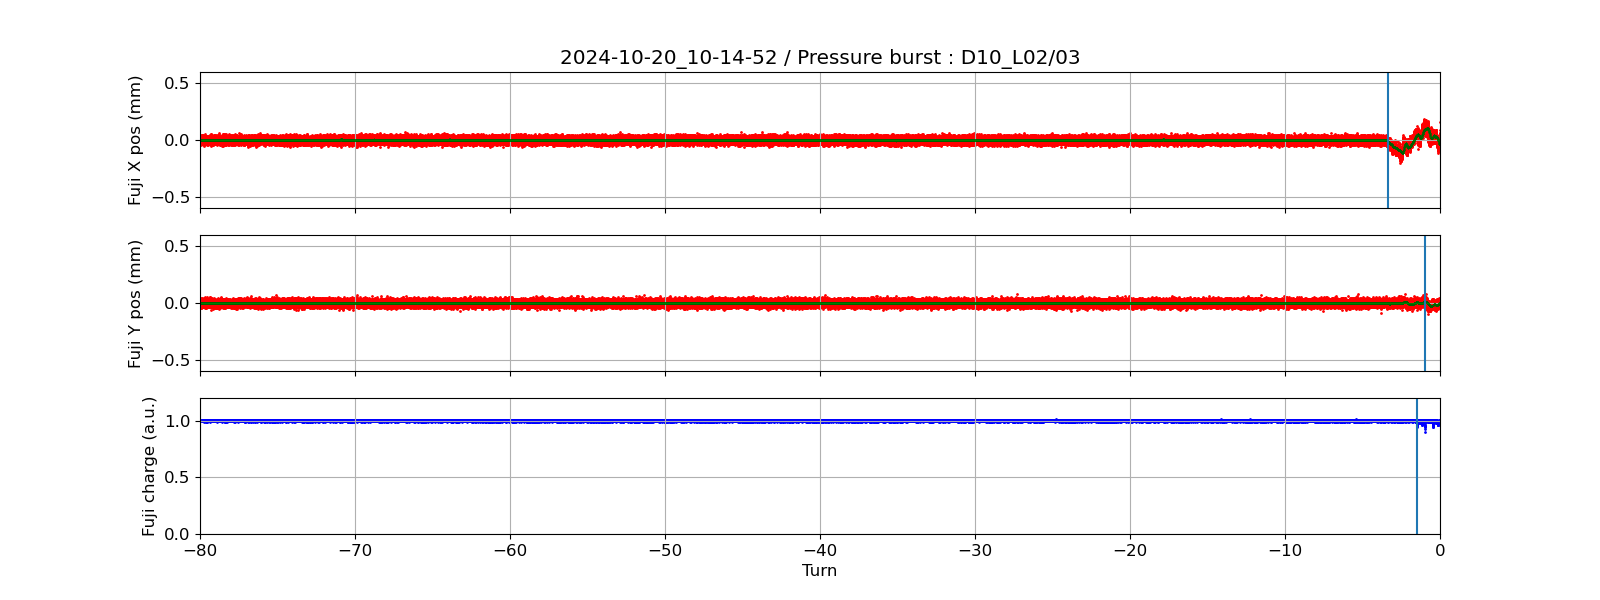 2024-10-20_10-14-52 / Pressure burst : D10_L02/03
Fuji X pos (mm)
0.5
0.0
−0.5
Fuji Y pos (mm)
0.5
0.0
−0.5
Fuji charge (a.u.)
1.0
0.5
0.0
−80 −70 −60 −50 −40 −30 −20 −10 0
Turn